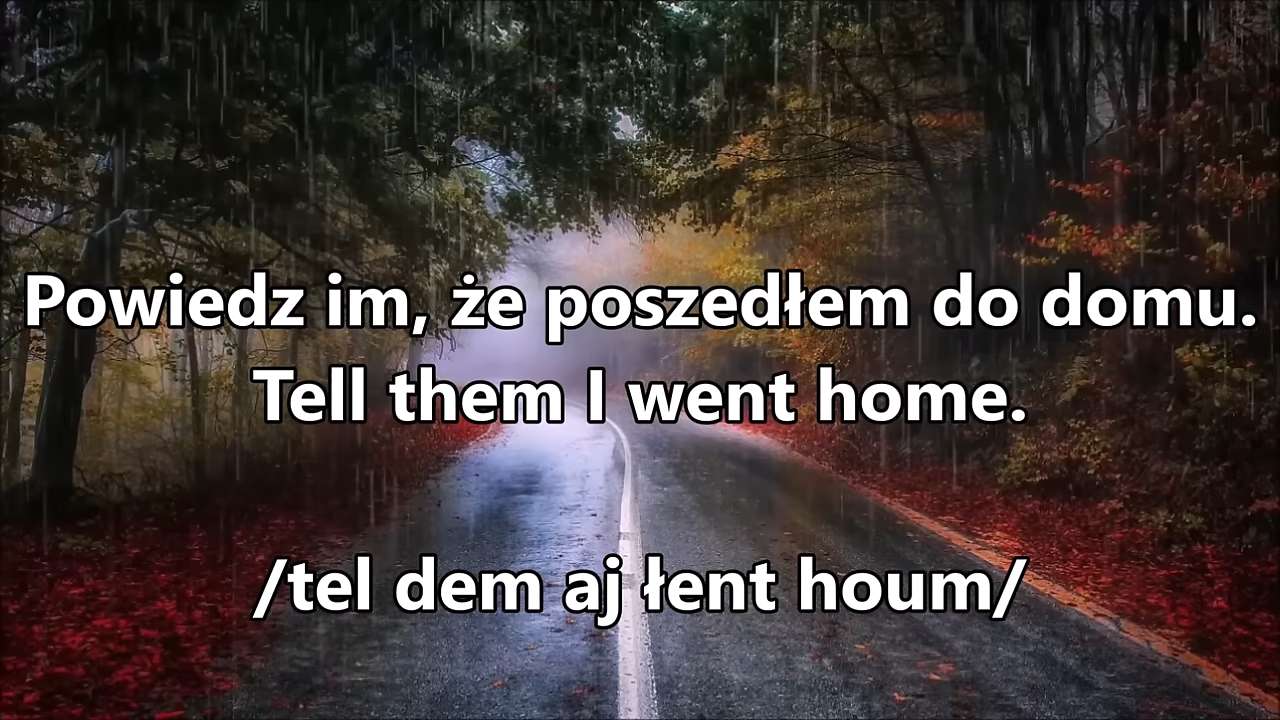 Powiedz im, że poszedłem do domu.
Tell them I went home.
/tel dem aj łent houm/